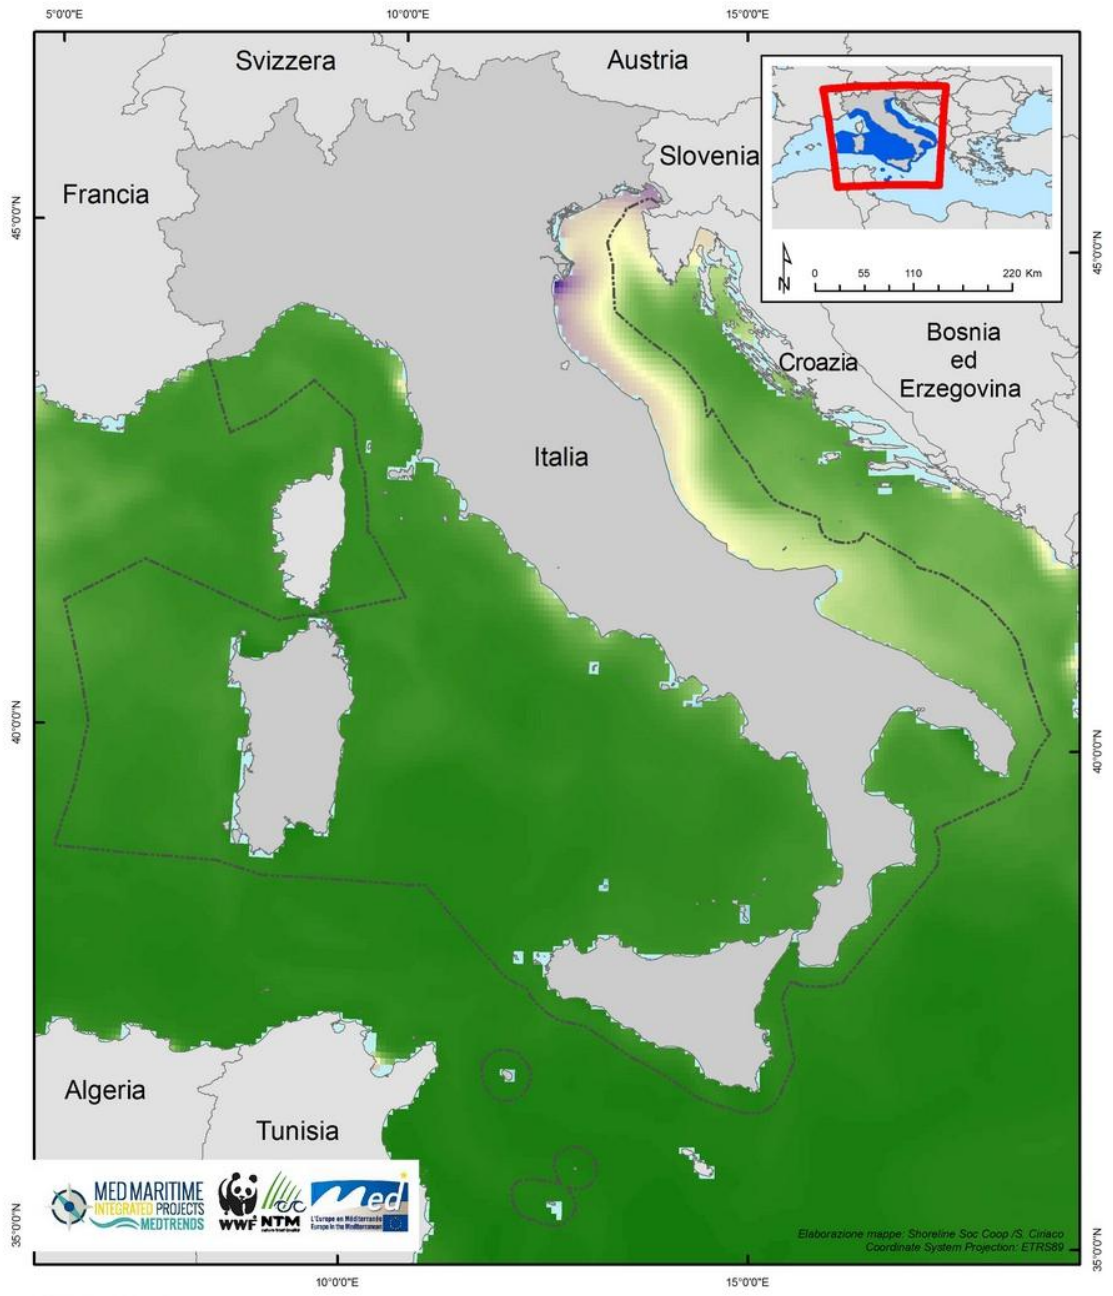 5°0'0"E
10°0'0"E
15°0'0"E
Svizzera
Austria
Slovenia
Francia
45°0'0"N
45°0'0"N
0 55 110 220 Km
Bosnia
ed
Erzegovina
Croazia
Italia
40°0'0"N
40°0'0"N
Algeria
Tunisia
MED MARITIME
INTEGRATED PROJECTS
MEDTRENDS
WWF
NTM
Med
L'Europe en Méditerranée
Europe in the Mediterranean
Elaborazione mappe: Shoreline Soc Coop /S. Ciriaco
Coordinate System Projection: ETRS89
35°0'0"N
35°0'0"N
10°0'0"E
15°0'0"E